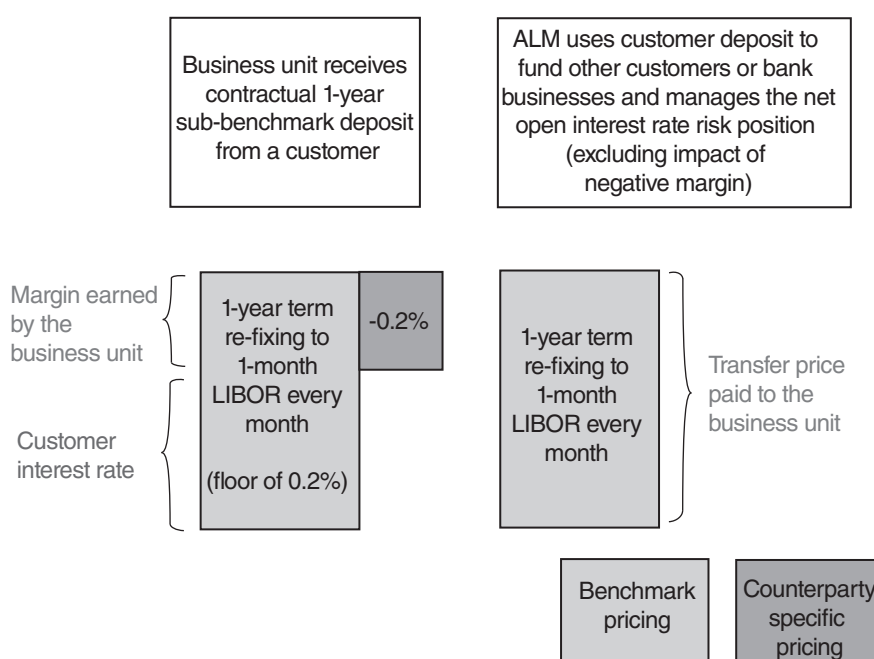 Business unit receives
contractual 1-year
sub-benchmark deposit
from a customer
ALM uses customer deposit to
fund other customers or bank
businesses and manages the net
open interest rate risk position
(excluding impact of
negative margin)
Margin earned
by the
business unit
Customer
interest rate
1-year term
re-fixing to
1-month
LIBOR every
month
(floor of 0.2%)
-0.2%
1-year term
re-fixing to
1-month
LIBOR every
month
Transfer price
paid to the
business unit
Benchmark
pricing
Counterparty
specific
pricing